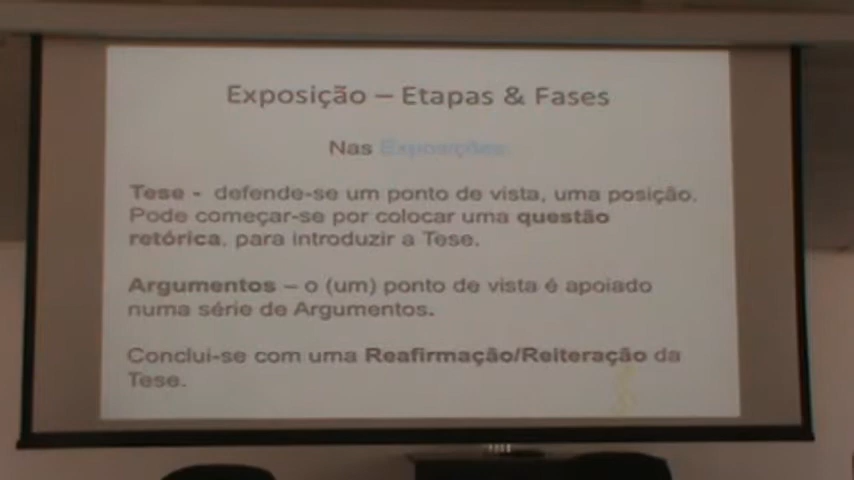 Exposição – Etapas & Fases
Nas Exposições
Tese - defende-se um ponto de vista, uma posição.
Pode começar-se por colocar uma questão
retórica, para introduzir a Tese.
Argumentos – o (um) ponto de vista é apoiado
numa série de Argumentos.
Conclui-se com uma Reafirmação/Reiteração da
Tese.